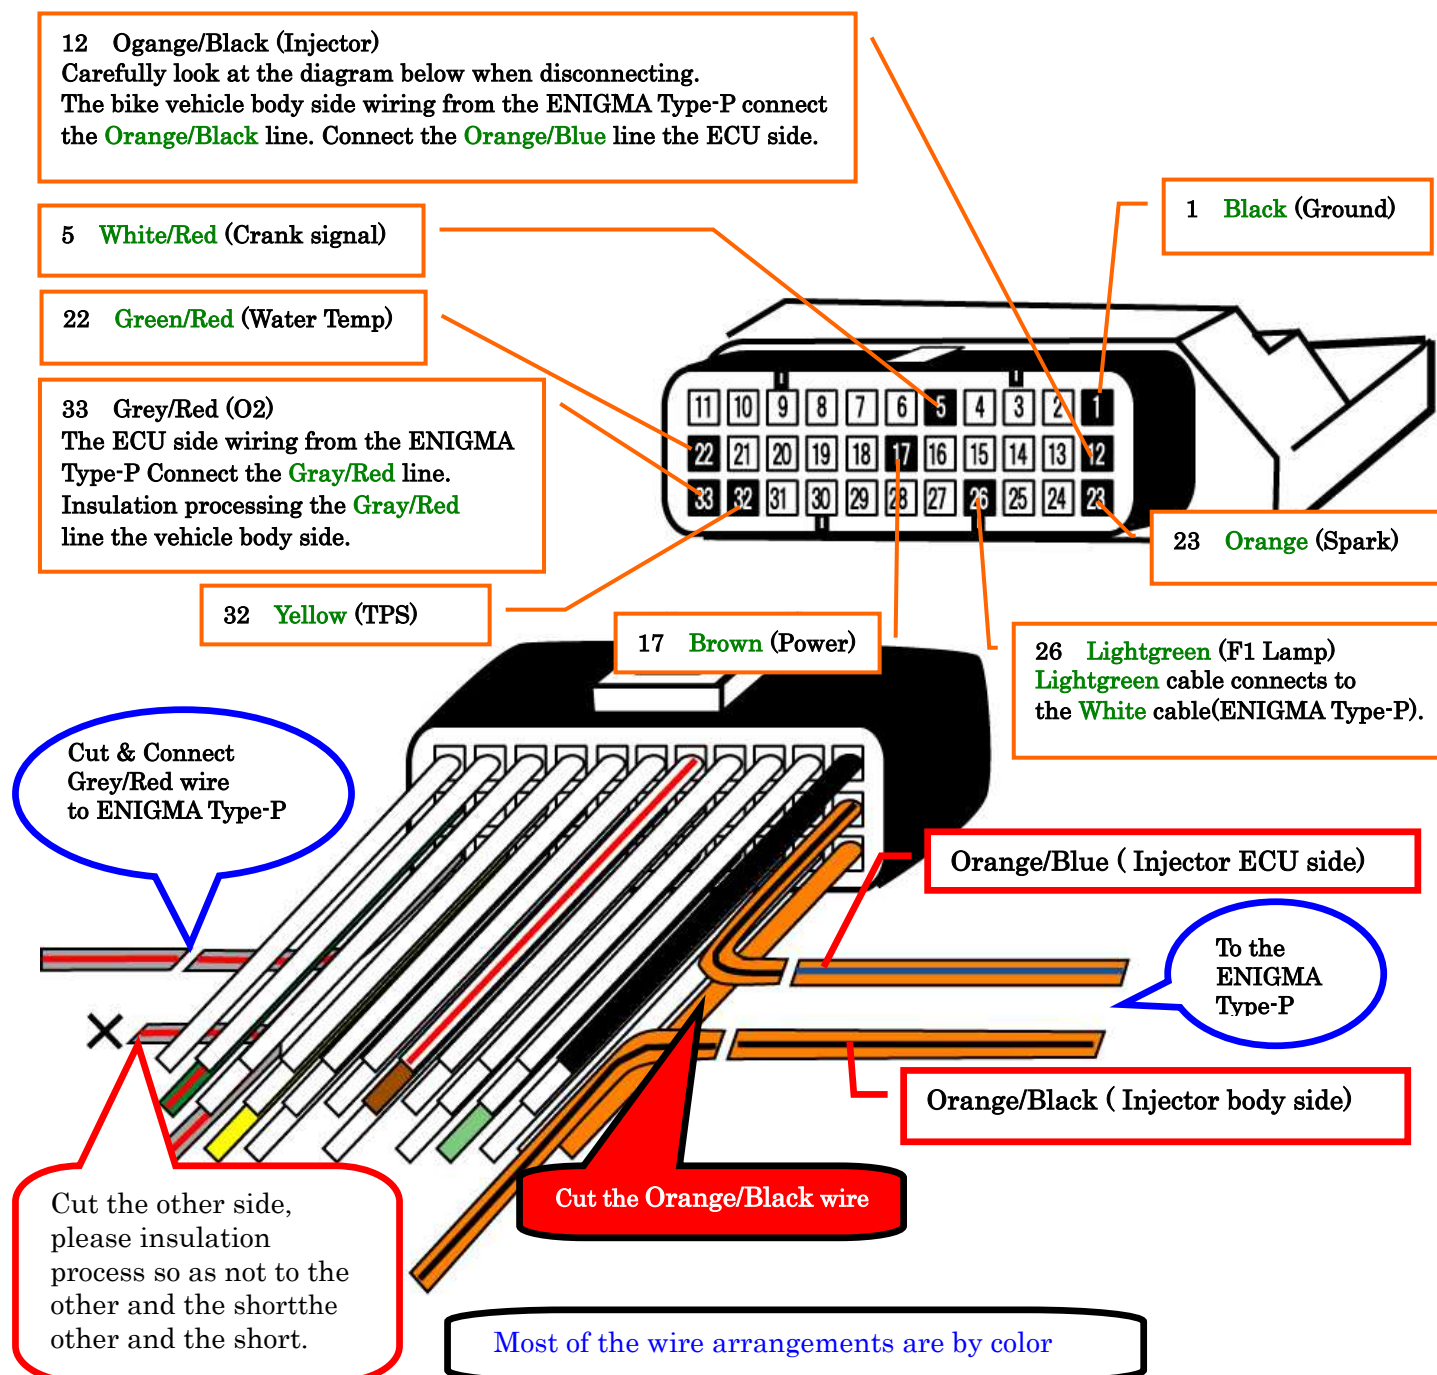 12 Ogange/Black (Injector)
Carefully look at the diagram below when disconnecting.
The bike vehicle body side wiring from the ENIGMA Type-P connect
the Orange/Black line. Connect the Orange/Blue line the ECU side.
1 Black (Ground)
5 White/Red (Crank signal)
22 Green/Red (Water Temp)
33 Grey/Red (O2)
The ECU side wiring from the ENIGMA
Type-P Connect the Gray/Red line.
Insulation processing the Gray/Red
line the vehicle body side.
11 10 9 8 7 6 5 4 3 2 1
22 21 20 19 18 17 16 15 14 13 12
33 32 31 30 29 28 27 26 25 24 23
23 Orange (Spark)
32 Yellow (TPS)
17 Brown (Power)
26 Lightgreen (F1 Lamp)
Lightgreen cable connects to
the White cable(ENIGMA Type-P).
Cut & Connect
Grey/Red wire
to ENIGMA Type-P
Orange/Blue ( Injector ECU side)
To the
ENIGMA
Type-P
Orange/Black ( Injector body side)
Cut the Orange/Black wire
Cut the other side,
please insulation
process so as not to the
other and the shortthe
other and the short.
Most of the wire arrangements are by color